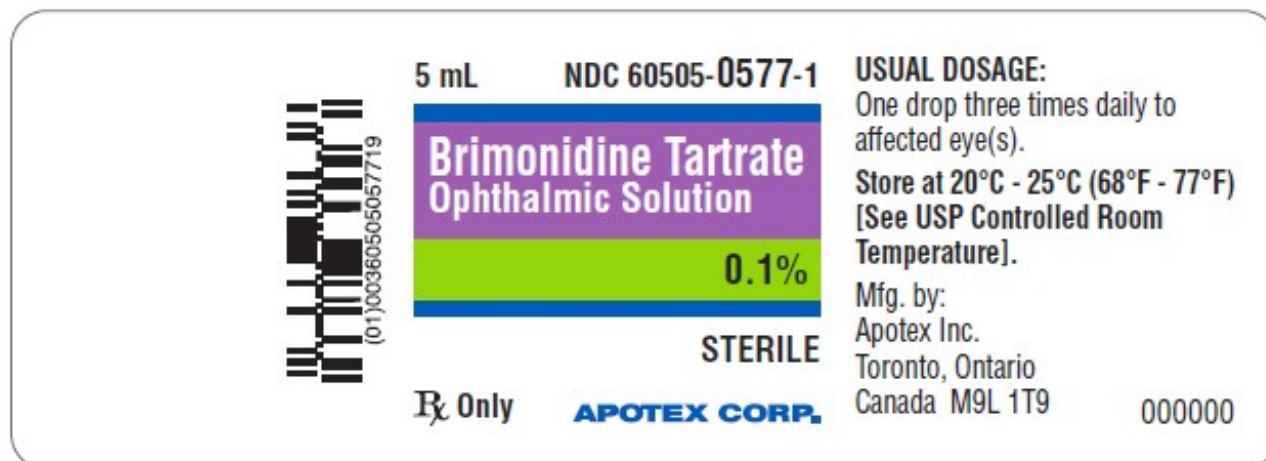 (01)00360505057719
5 mL NDC 60505-0577-1
Brimonidine Tartrate
Ophthalmic Solution
0.1%
STERILE
Rx Only APOTEX CORP.
USUAL DOSAGE:
One drop three times daily to
affected eye(s).
Store at 20°C - 25°C (68°F - 77°F)
[See USP Controlled Room
Temperature].
Mfg. by:
Apotex Inc.
Toronto, Ontario
Canada M9L 1T9 000000